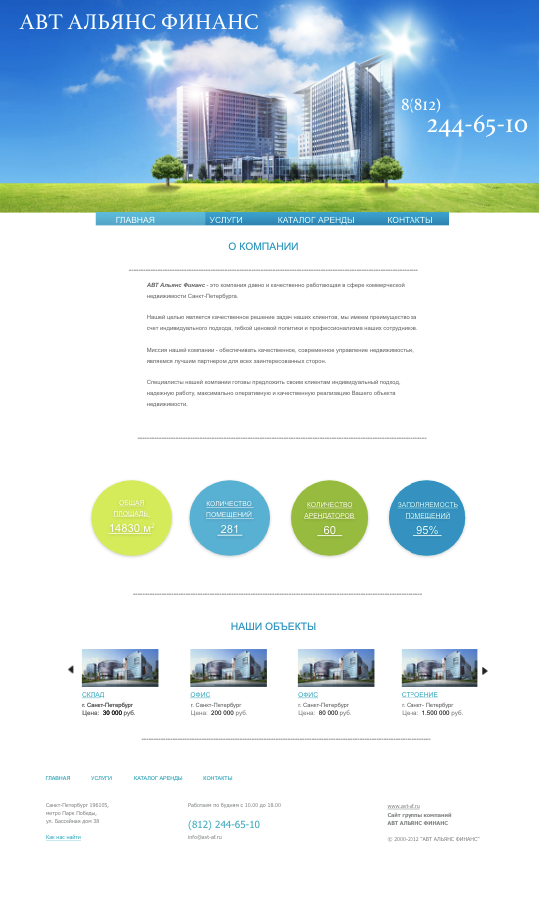 АВТ АЛЬЯНС ФИНАНС
8(812)
244-65-10
ГЛАВНАЯ УСЛУГИ КАТАЛОГ АРЕНДЫ КОНТАКТЫ
О КОМПАНИИ
АВТ Альянс Финанс - это компания давно и качественно работающая в сфере коммерческой
недвижимости Санкт-Петербурга.
Нашей целью является качественное решение задач наших клиентов, мы имеем преимущество за
счет индивидуального подхода, гибкой ценовой политики и профессионализма наших сотрудников.
Миссия нашей компании - обеспечивать качественное, современное управление недвижимостью,
являемся лучшим партнером для всех заинтересованных сторон.
Специалисты нашей компании готовы предложить своим клиентам индивидуальный подход,
надежную работу, максимально оперативную и качественную реализацию Вашего объекта
недвижимости.
ОБЩАЯ
ПЛОЩАДЬ
14830 м²
КОЛИЧЕСТВО
ПОМЕЩЕНИЙ
281
КОЛИЧЕСТВО
АРЕНДАТОРОВ
60
ЗАПОЛНЯЕМОСТЬ
ПОМЕЩЕНИЙ
95%
НАШИ ОБЪЕКТЫ
СКЛАД
г. Санкт-Петербург
Цена: 30 000 руб.
ОФИС
г. Санкт-Петербург
Цена: 200 000 руб.
ОФИС
г. Санкт-Петербург
Цена: 80 000 руб.
СТРОЕНИЕ
г. Санкт- Петербург
Цена: 1.500 000 руб.
ГЛАВНАЯ УСЛУГИ КАТАЛОГ АРЕНДЫ КОНТАКТЫ
Санкт-Петербург 196105,
метро Парк Победы,
ул. Бассейная дом 38
Как нас найти
Работаем по будням с 10.00 до 18.00
(812) 244-65-10
info@avt-af.ru
www.avt-af.ru
Сайт группы компаний
АВТ АЛЬЯНС ФИНАНС
© 2000-2012 "АВТ АЛЬЯНС ФИНАНС"